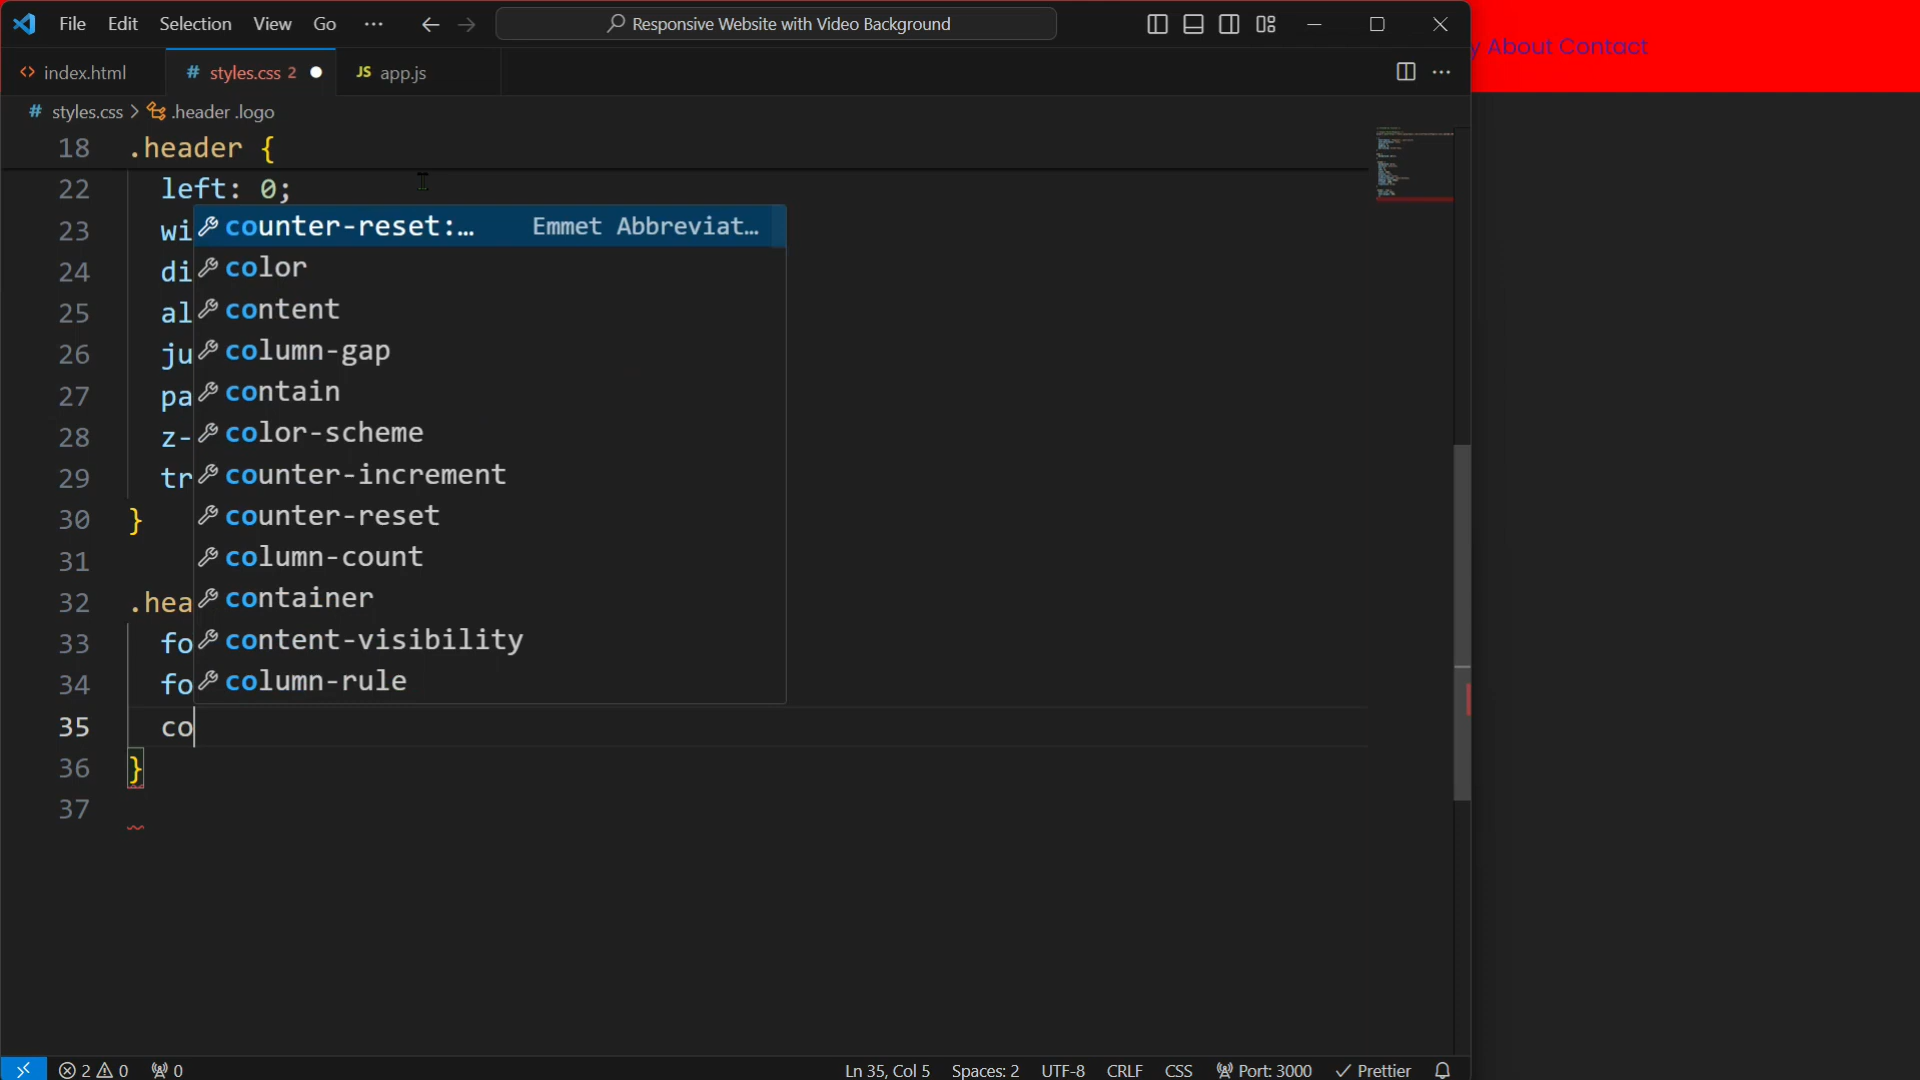 File Edit Selection View Go ··· Responsive Website with Video Background
y About Contact
index.html # styles.css 2 JS app.js
# styles.css > .header .logo
18 .header {
22 left: 0;
23 wi
24 di
25 al
26 ju
27 pa
28 z-
29 tr
30 }
31
32 .hea
33 fo
34 fo
35 co
36 }
37
counter-reset:… Emmet Abbreviat…
color
content
column-gap
contain
color-scheme
counter-increment
counter-reset
column-count
container
content-visibility
column-rule
2 0 0 Ln 35, Col 5 Spaces: 2 UTF-8 CRLF CSS Port: 3000 Prettier